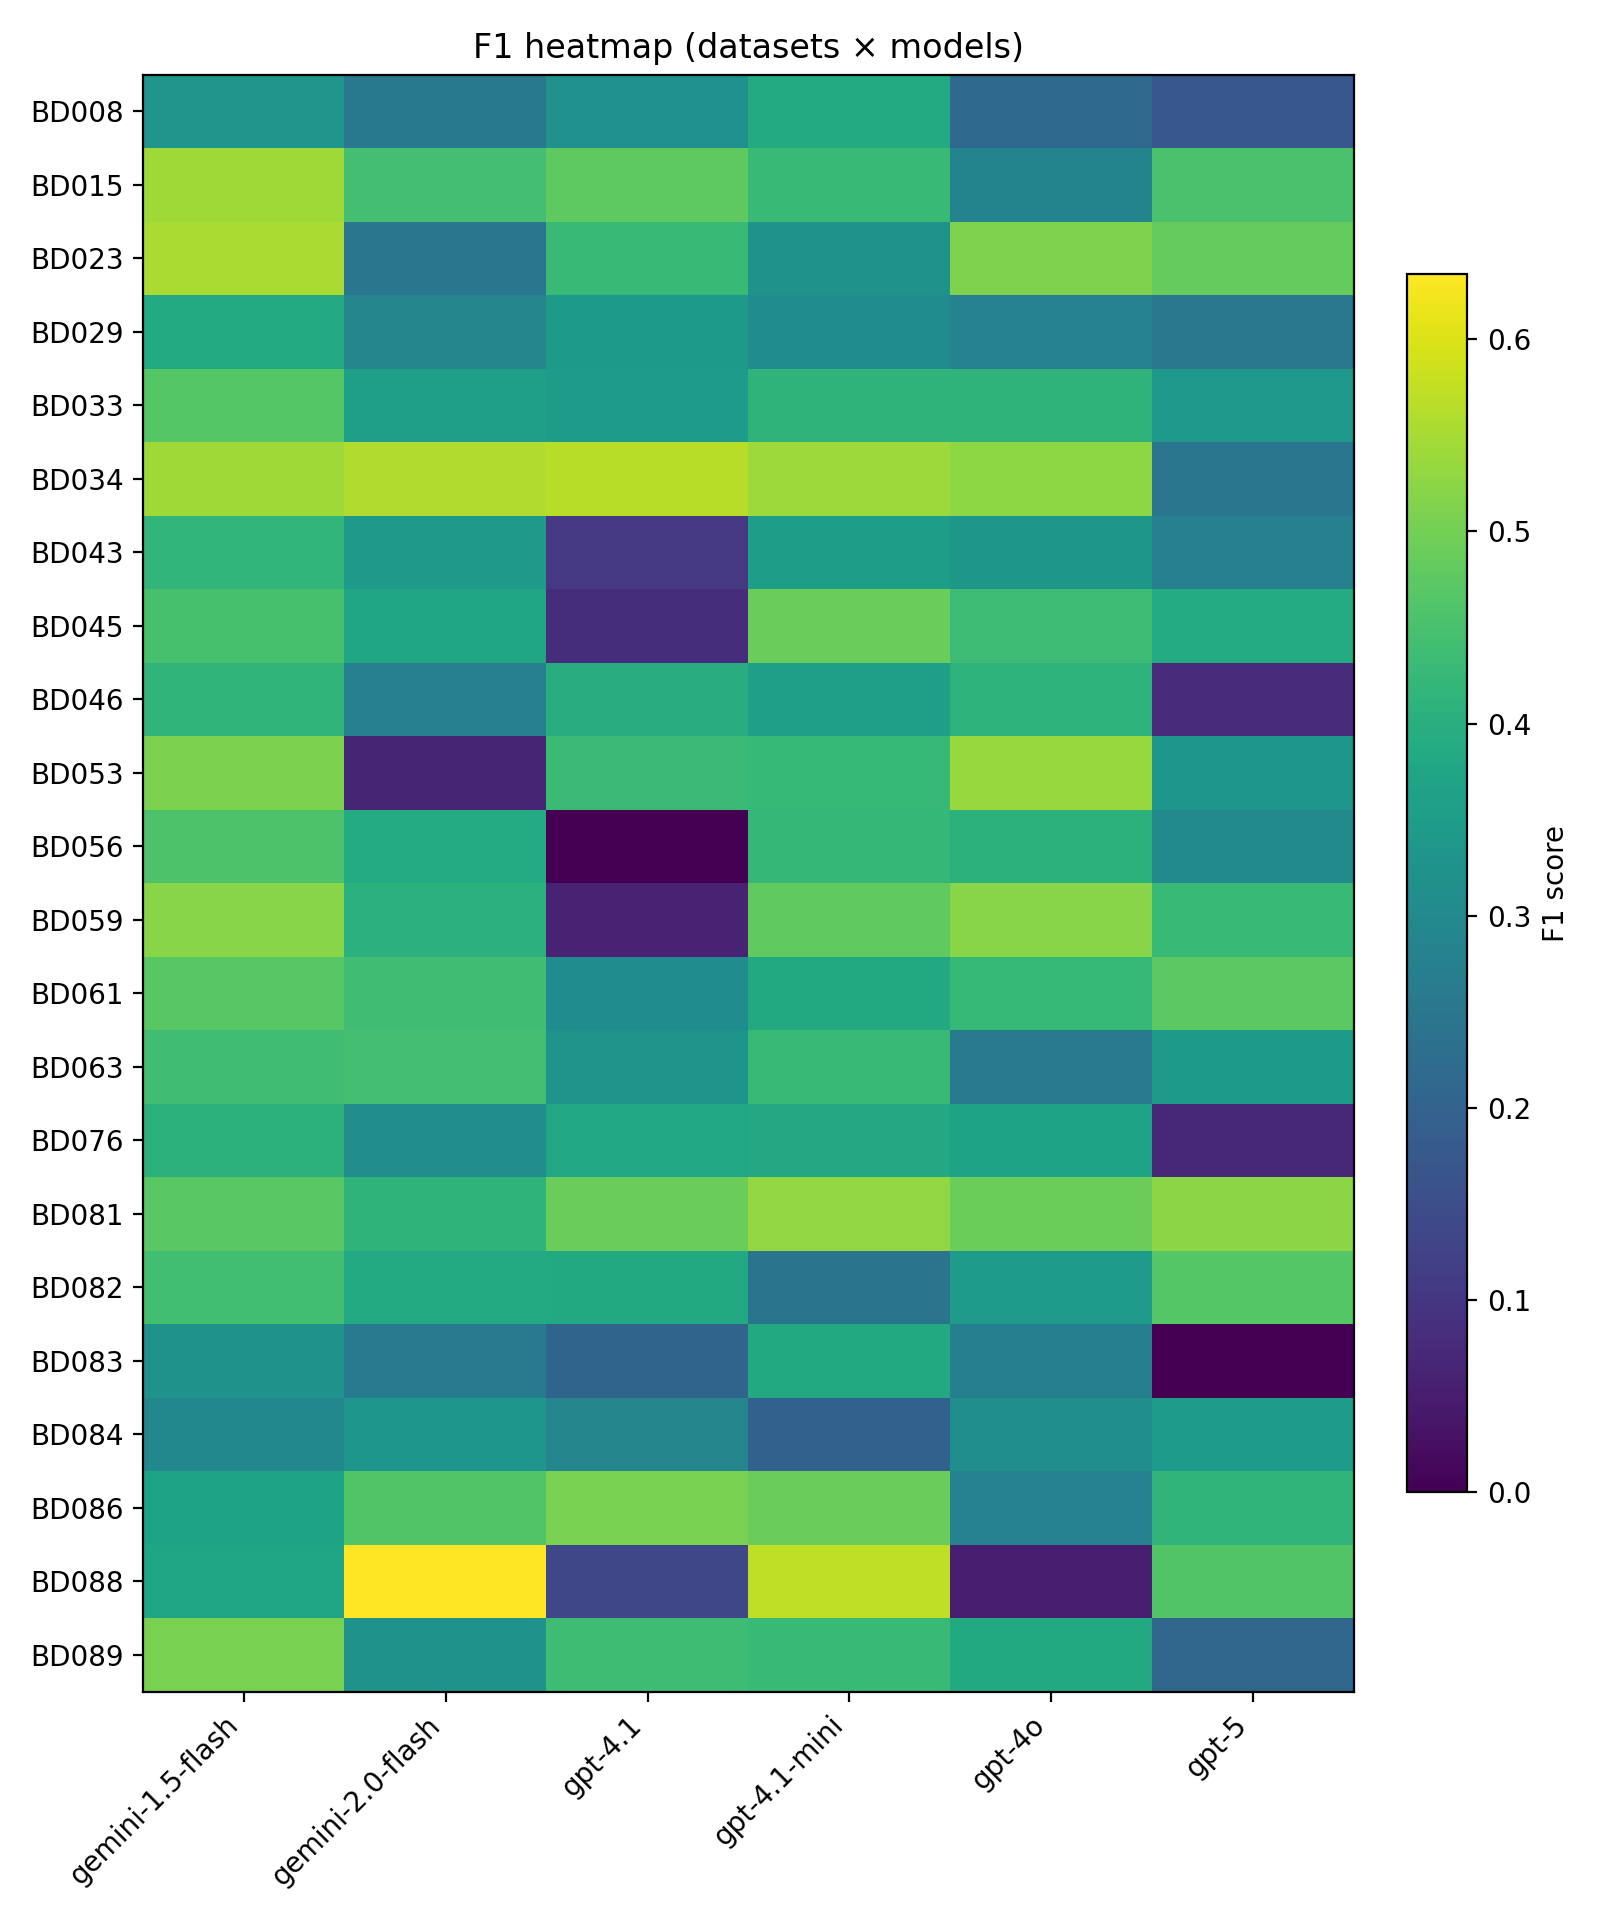 F1 heatmap (datasets × models)
BD008
BD015
BD023
BD029
BD033
BD034
BD043
BD045
BD046
BD053
BD056
BD059
BD061
BD063
BD076
BD081
BD082
BD083
BD084
BD086
BD088
BD089
gemini-1.5-flash
gemini-2.0-flash
gpt-4.1
gpt-4.1-mini
gpt-4o
gpt-5
0.6
0.5
0.4
0.3
0.2
0.1
0.0
F1 score